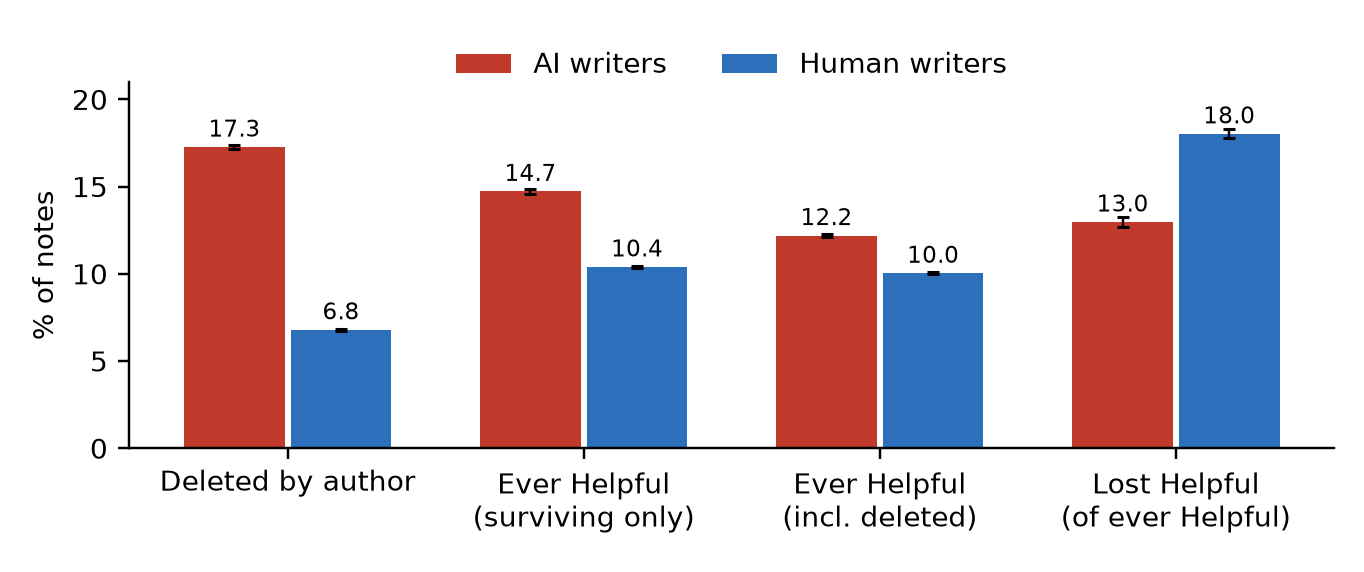 AI writers Human writers
% of notes
20
15
10
5
0
17.3
6.8
14.7
10.4
12.2
10.0
13.0
18.0
Deleted by author
Ever Helpful
(surviving only)
Ever Helpful
(incl. deleted)
Lost Helpful
(of ever Helpful)